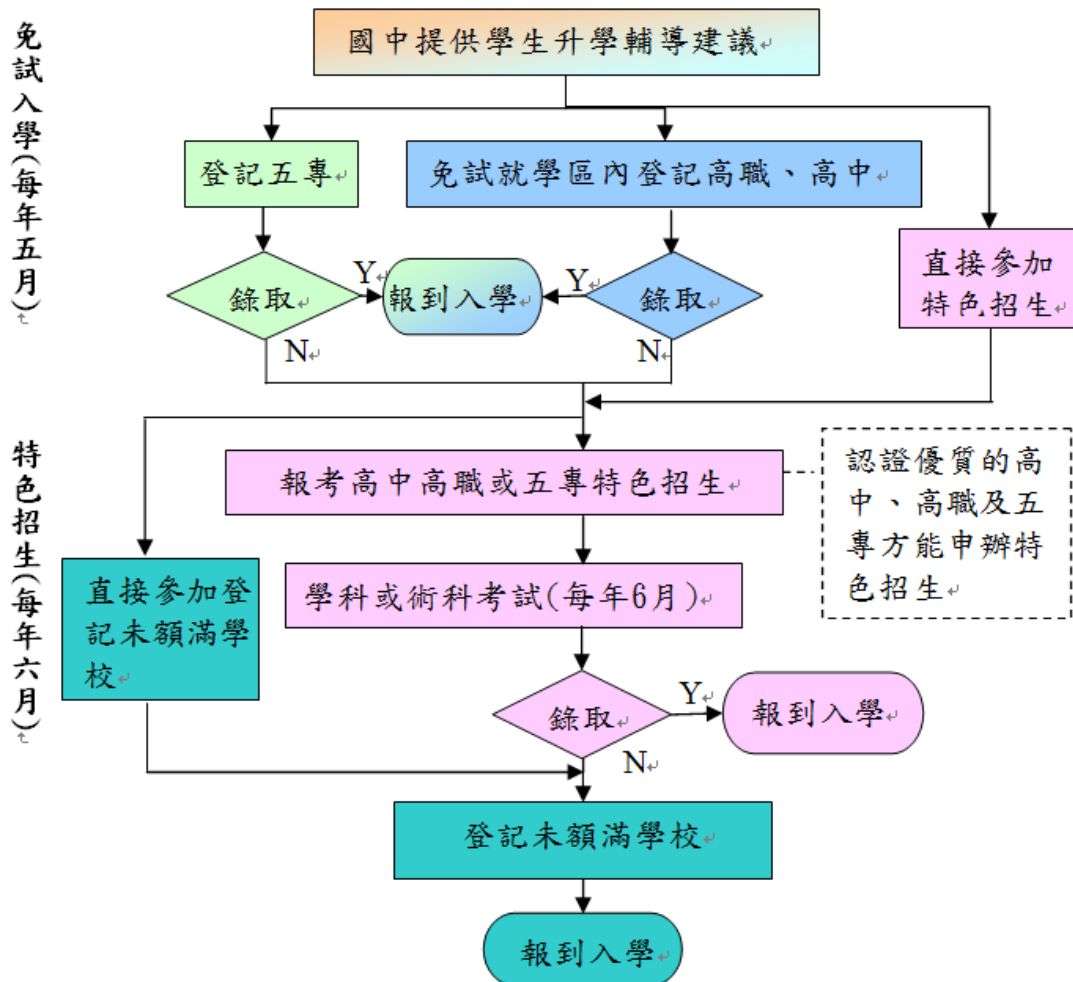 免試入學(每年五月)
國中提供學生升學輔導建議
登記五專
免試就學區內登記高職、高中
直接參加
特色招生
錄取
Y
報到入學
Y
錄取
N
N
特色招生(每年六月)
報考高中高職或五專特色招生
認證優質的高
中、高職及五
專方能申辦特
色招生
直接參加登
記未額滿學
校
學科或術科考試(每年6月)
錄取
Y
報到入學
N
登記未額滿學校
報到入學